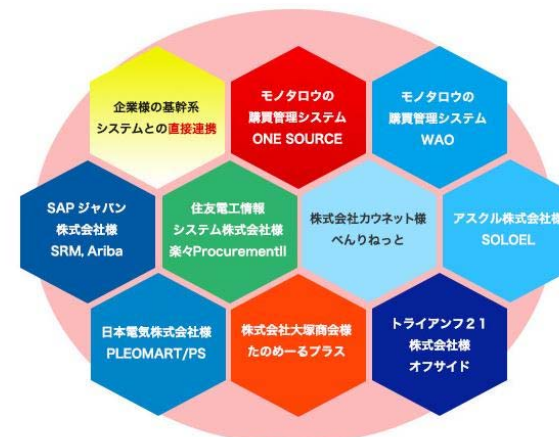 企業様の基幹系
システムとの直接連携
モノタロウの
購買管理システム
ONE SOURCE
モノタロウの
購買管理システム
WAO
SAP ジャパン
株式会社様
SRM, Ariba
住友電工情報
システム株式会社様
楽々ProcurementII
株式会社カウネット様
べんりねっと
アスクル株式会社様
SOLOEL
日本電気株式会社様
PLEOMART/PS
株式会社大塚商会様
たのめーるプラス
トライアンフ21
株式会社様
オフサイド